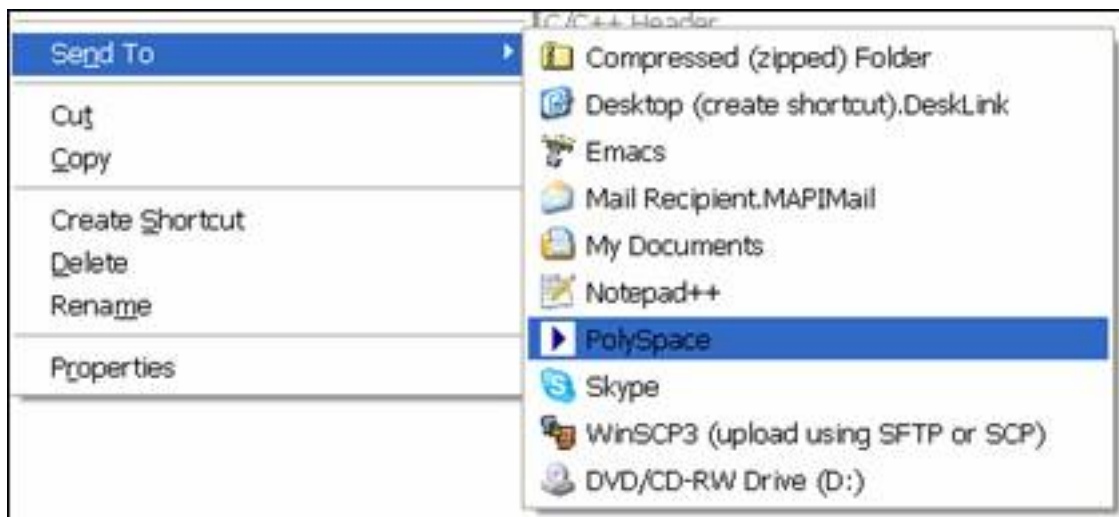 C/C++ Header
Send To
Cut
Copy
Create Shortcut
Delete
Rename
Properties
Compressed (zipped) Folder
Desktop (create shortcut).DeskLink
Emacs
Mail Recipient.MAPIMail
My Documents
Notepad++
PolySpace
Skype
WinSCP3 (upload using SFTP or SCP)
DVD/CD-RW Drive (D:)